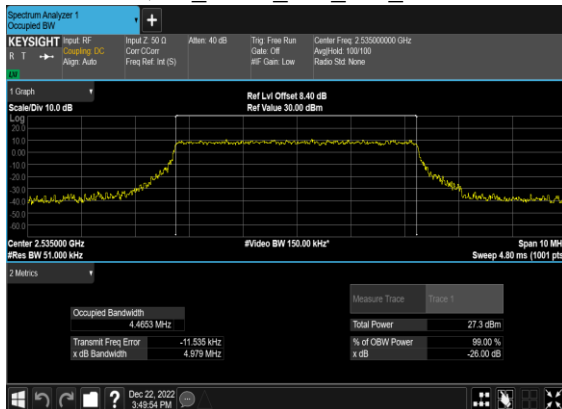 Spectrum Analyzer 1
Occupied BW
KEYSIGHT Input: RF Input Z: 50 Ω Atten: 40 dB Trig: Free Run Center Freq: 2.535000000 GHz
R T Coupling: DC Corr CCorr Gate: Off Avg|Hold: 100/100
Align: Auto Freq Ref: Int (S) #IF Gain: Low Radio Std: None
1 Graph
Ref Lvl Offset 8.40 dB
Scale/Div 10.0 dB Ref Value 30.00 dBm
Log
20.0
10.0
0.00
-10.0
-20.0
-30.0
-40.0
-50.0
-60.0
Center 2.535000 GHz #Video BW 150.00 kHz* Span 10 MH
#Res BW 51.000 kHz Sweep 4.80 ms (1001 pts
2 Metrics
Measure Trace Trace 1
Occupied Bandwidth
4.4653 MHz Total Power 27.3 dBm
Transmit Freq Error -11.535 kHz % of OBW Power 99.00 %
x dB Bandwidth 4.979 MHz x dB -26.00 dB
Dec 22, 2022
3:49:54 PM